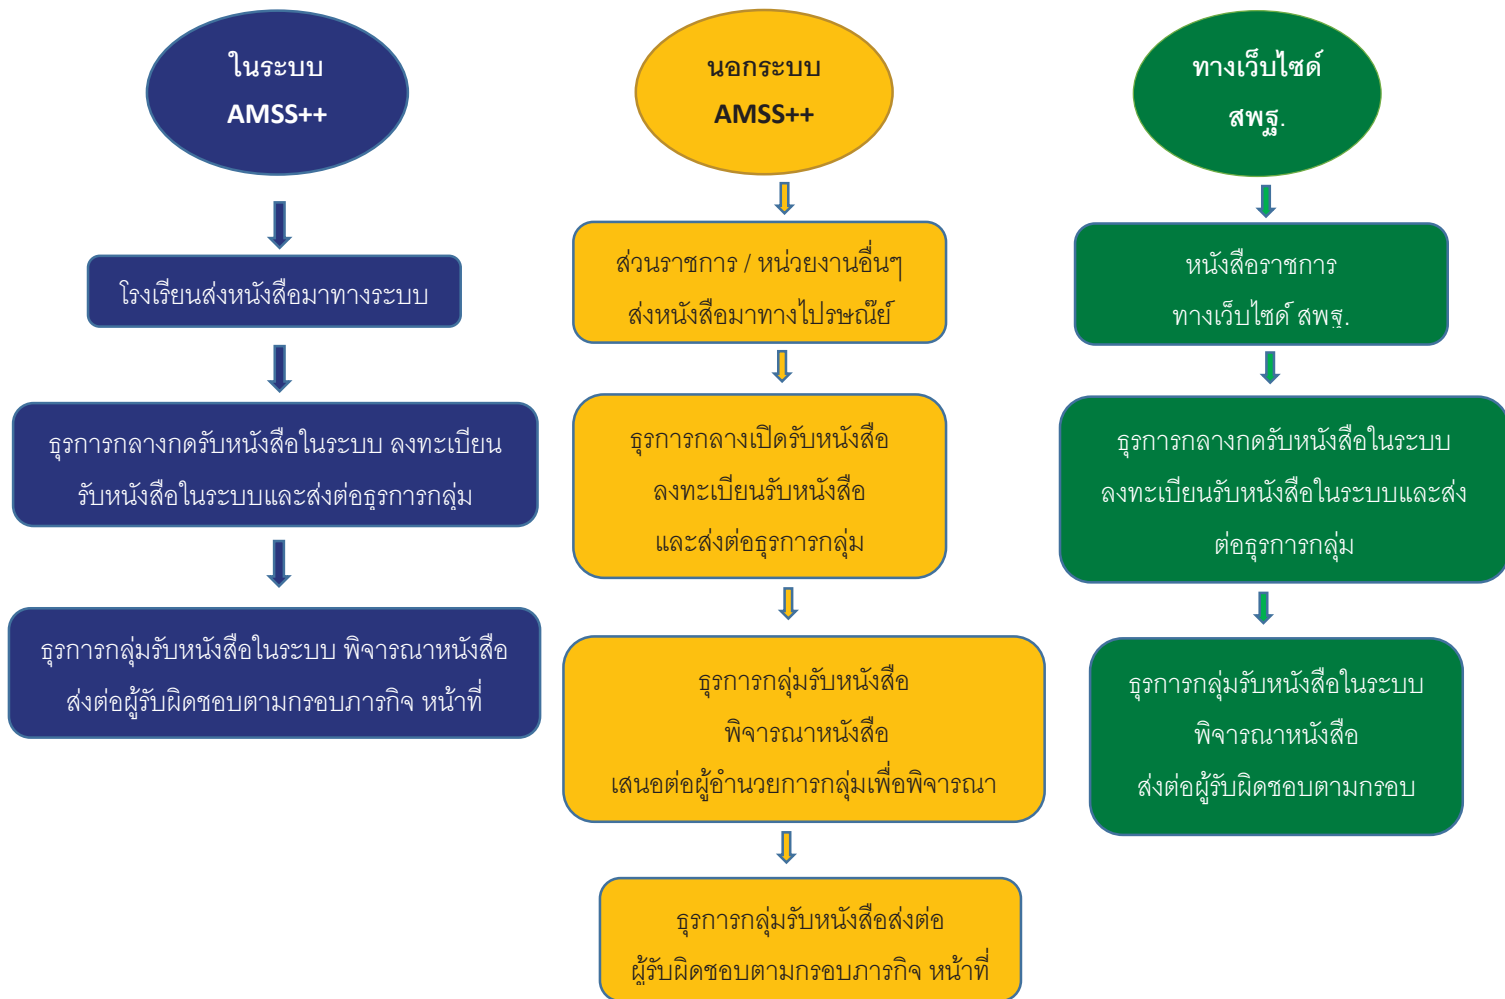 ในระบบ
AMSS++
โรงเรียนส่งหนังสือมาทางระบบ
ธุรการกลางกดรับหนังสือในระบบ ลงทะเบียน
รับหนังสือในระบบและส่งต่อธุรการกลุ่ม
ธุรการกลุ่มรับหนังสือในระบบ พิจารณาหนังสือ
ส่งต่อผู้รับผิดชอบตามกรอบภารกิจ หน้าที่
นอกระบบ
AMSS++
ส่วนราชการ / หน่วยงานอื่นๆ
ส่งหนังสือมาทางไปรษณ๊ย์
ธุรการกลางเปิดรับหนังสือ
ลงทะเบียนรับหนังสือ
และส่งต่อธุรการกลุ่ม
ธุรการกลุ่มรับหนังสือ
พิจารณาหนังสือ
เสนอต่อผู้อำนวยการกลุ่มเพื่อพิจารณา
ธุรการกลุ่มรับหนังสือส่งต่อ
ผู้รับผิดชอบตามกรอบภารกิจ หน้าที่
ทางเว็บไซด์
สพฐ.
หนังสือราชการ
ทางเว็บไซด์ สพฐ.
ธุรการกลางกดรับหนังสือในระบบ
ลงทะเบียนรับหนังสือในระบบและส่ง
ต่อธุรการกลุ่ม
ธุรการกลุ่มรับหนังสือในระบบ
พิจารณาหนังสือ
ส่งต่อผู้รับผิดชอบตามกรอบ